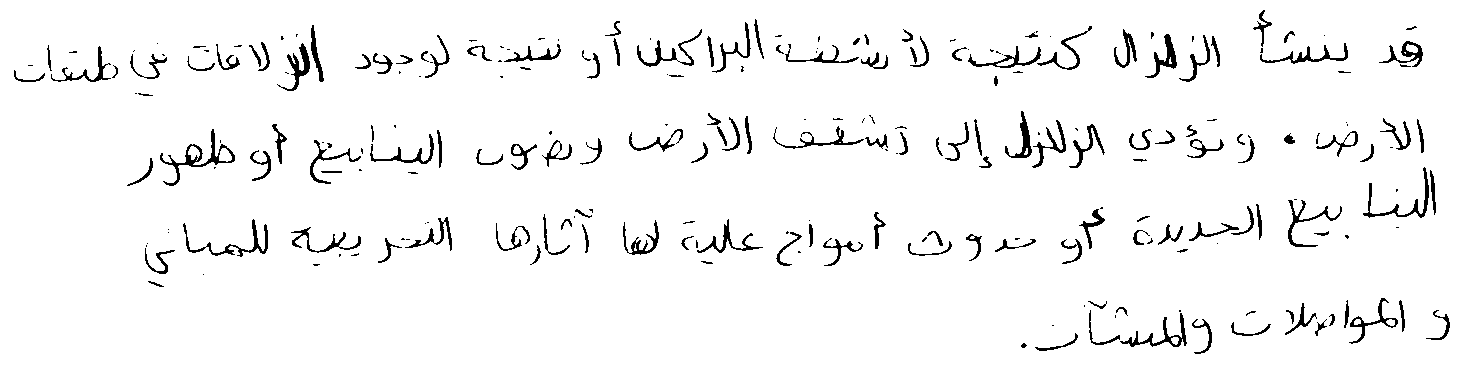 قد ينشأ الزلزال كنتيجة لأنشطة البراكين أو نتيجة لوجود انزلاقات في طبقات
الأرض. وتؤدي الزلازل إلى تشقق الأرض ونضوب الينابيع أو ظهور
الينابيع الجديدة أو حدوث أمواج عالية لها آثارها التخريبية للمباني
والمواصلات والمنشآت.